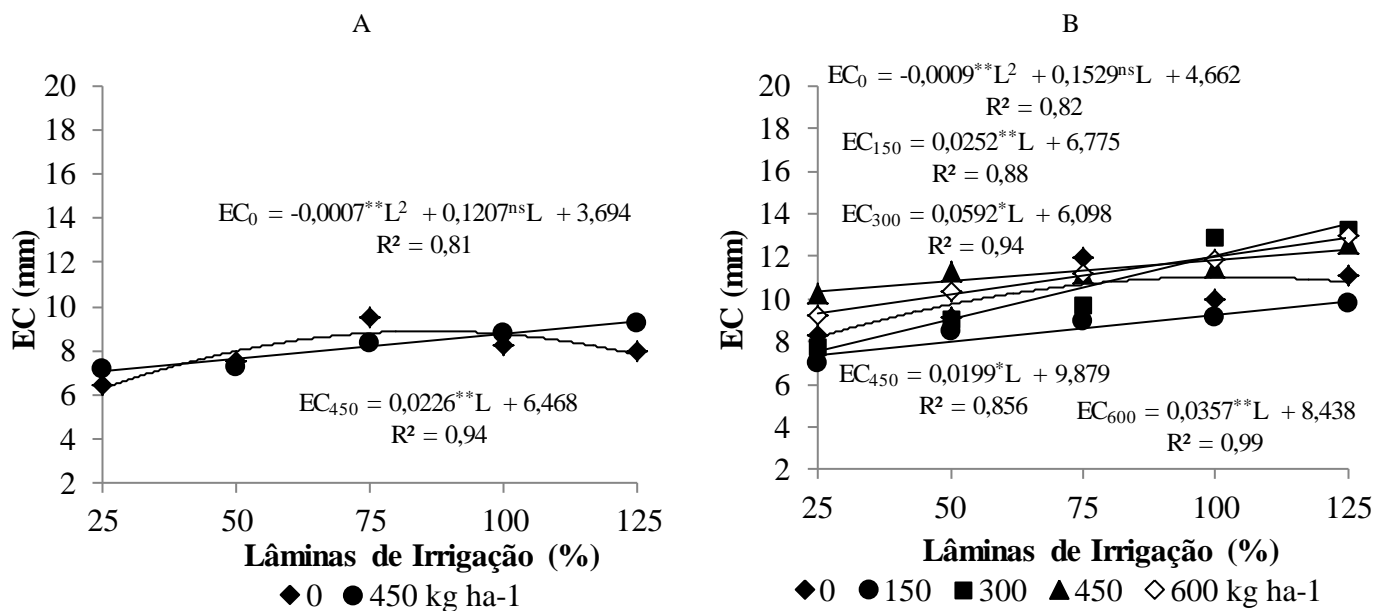 A
EC (mm)
20
18
16
14
12
10
8
6
4
2
EC₀ = -0,0007**L² + 0,1207ⁿˢL + 3,694
R² = 0,81
EC₄₅₀ = 0,0226**L + 6,468
R² = 0,94
25 50 75 100 125
Lâminas de Irrigação (%)
◆0 ●450 kg ha-1
B
EC (mm)
20
18
16
14
12
10
8
6
4
2
EC₀ = -0,0009**L² + 0,1529ⁿˢL + 4,662
R² = 0,82
EC₁₅₀ = 0,0252**L + 6,775
R² = 0,88
EC₃₀₀ = 0,0592*L + 6,098
R² = 0,94
EC₄₅₀ = 0,0199*L + 9,879
R² = 0,856
EC₆₀₀ = 0,0357**L + 8,438
R² = 0,99
25 50 75 100 125
Lâminas de Irrigação (%)
◆0 ●150 ■300 ▲450 ◇600 kg ha-1